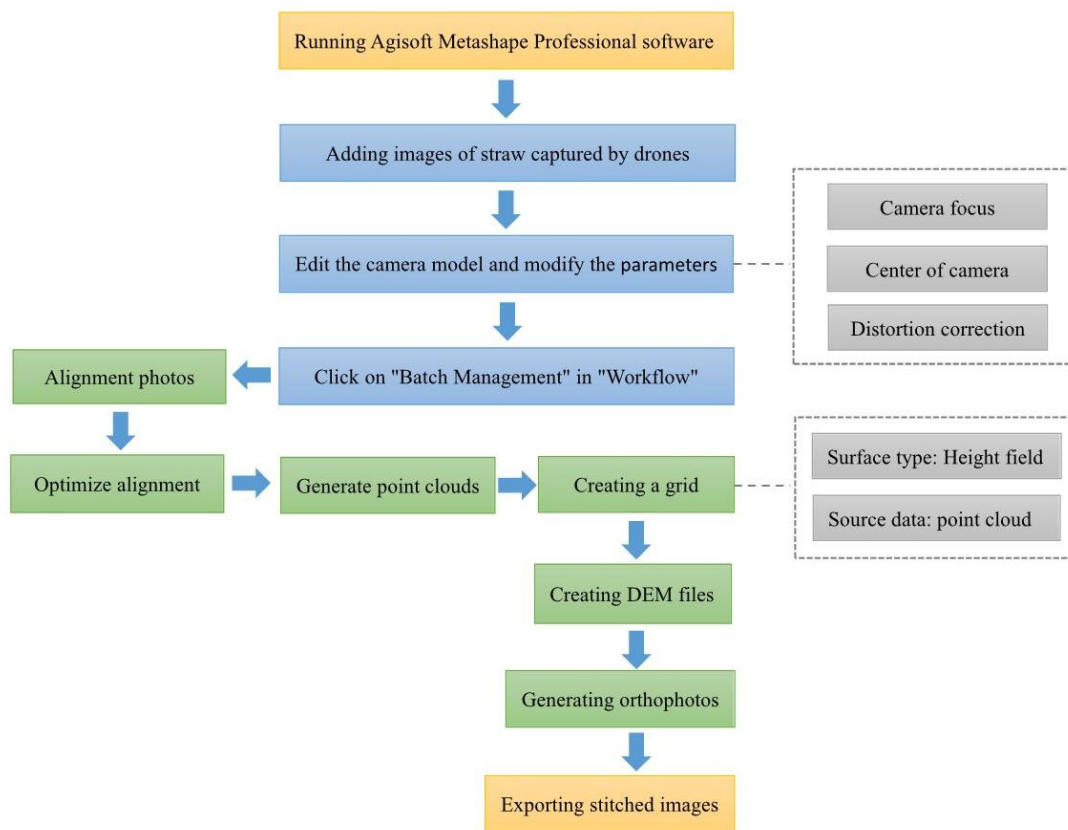 Running Agisoft Metashape Professional software
Adding images of straw captured by drones
Edit the camera model and modify the parameters
Camera focus
Center of camera
Distortion correction
Click on "Batch Management" in "Workflow"
Alignment photos
Optimize alignment
Generate point clouds
Creating a grid
Surface type: Height field
Source data: point cloud
Creating DEM files
Generating orthophotos
Exporting stitched images